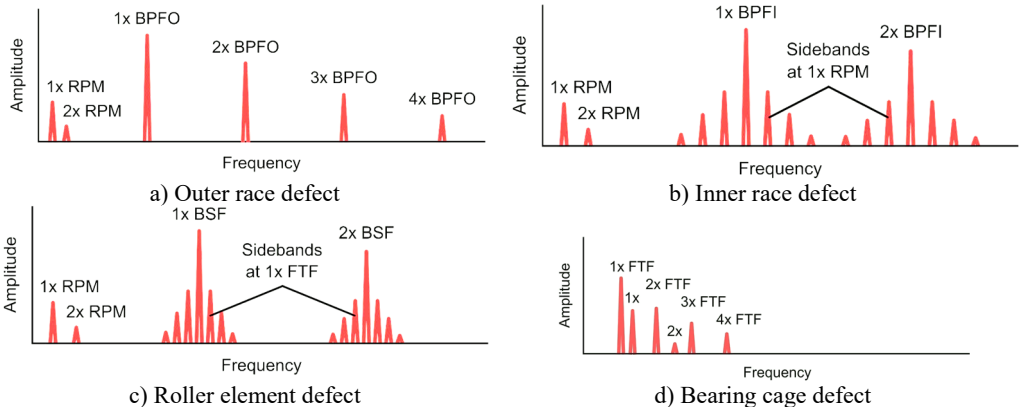 Amplitude
1x RPM
2x RPM
1x BPFO
2x BPFO
3x BPFO
4x BPFO
Frequency
a) Outer race defect
Amplitude
1x RPM
2x RPM
1x BPFI
Sidebands
at 1x RPM
2x BPFI
Frequency
b) Inner race defect
Amplitude
1x RPM
2x RPM
1x BSF
Sidebands
at 1x FTF
2x BSF
Frequency
c) Roller element defect
Amplitude
1x FTF
1x
2x FTF
2x
3x FTF
4x FTF
Frequency
d) Bearing cage defect